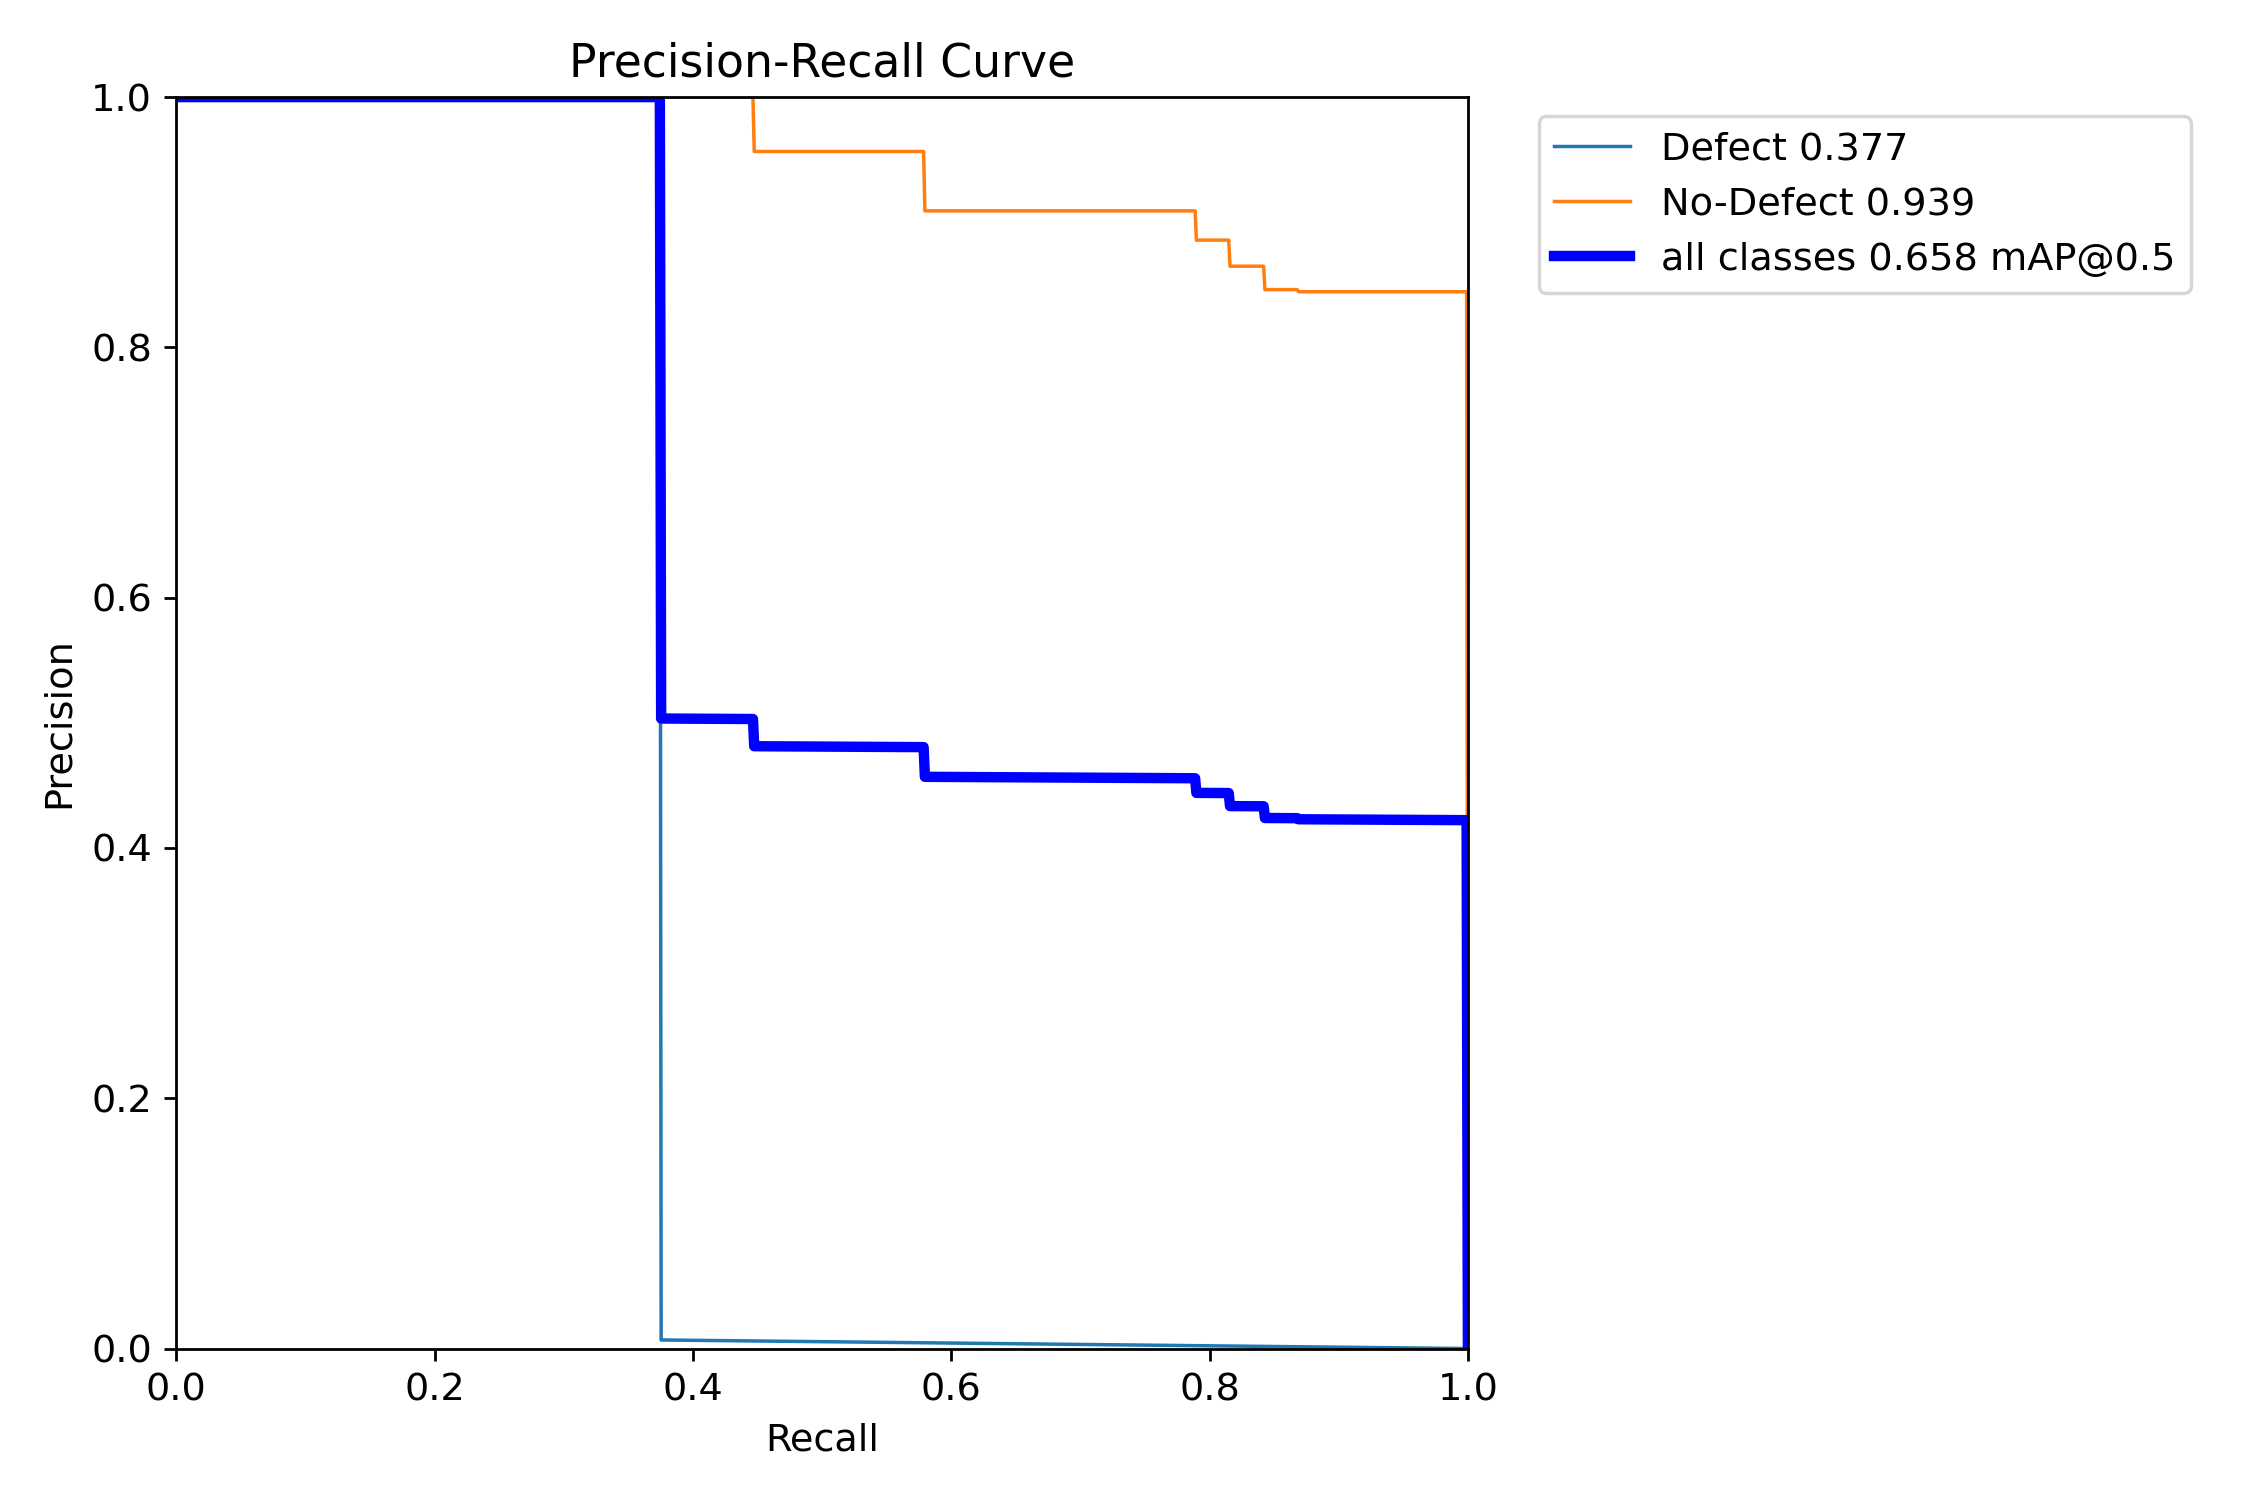 Precision-Recall Curve
1.0
0.8
0.6
0.4
0.2
0.0
Precision
0.0 0.2 0.4 0.6 0.8 1.0
Recall
Defect 0.377
No-Defect 0.939
all classes 0.658 mAP@0.5